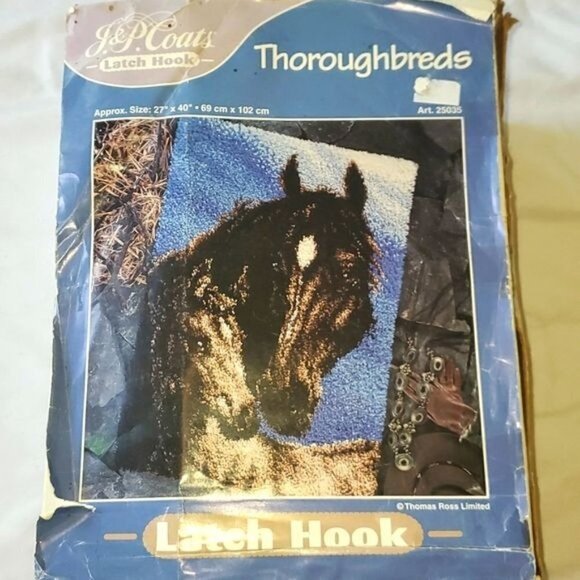 J.&P. Coats
Latch Hook
Thoroughbreds
Approx. Size: 27" x 40" • 69 cm x 102 cm
Art. 25035
© Thomas Ross Limited
Latch Hook